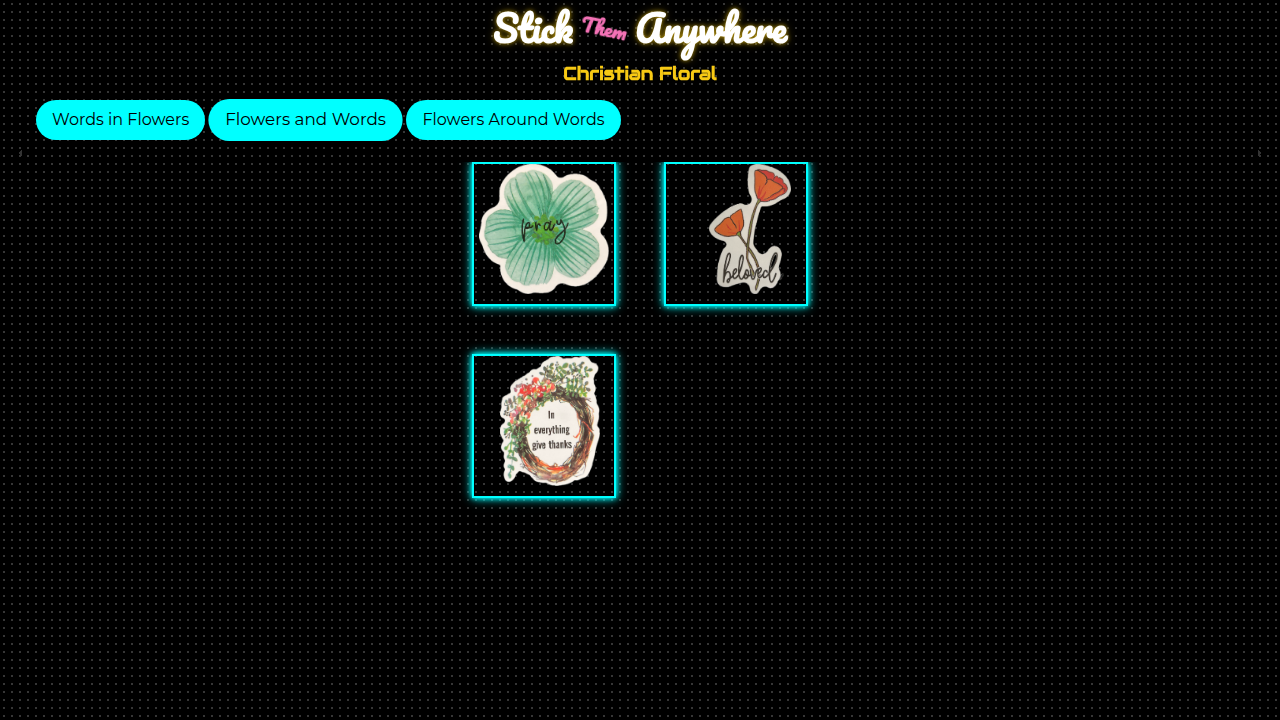 Stick Them Anywhere
Christian Floral
Words in Flowers
Flowers and Words
Flowers Around Words
pray
beloved
In
everything
give thanks